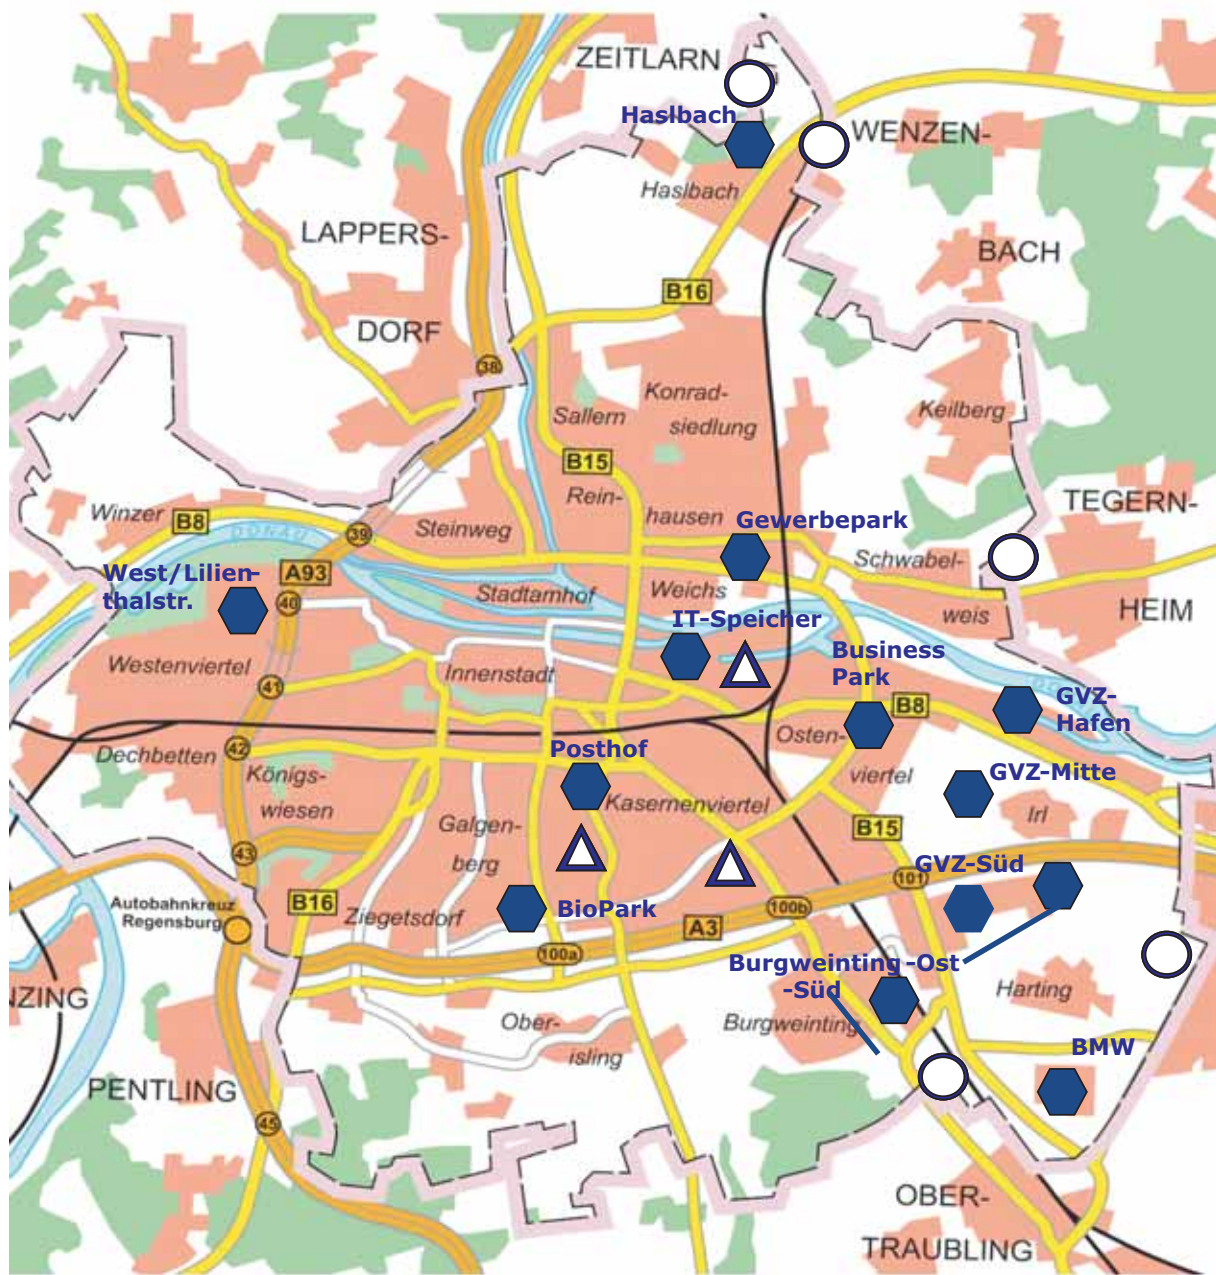 ZEITLARN
Haslbach
WENZEN-
Haslbach
LAPPERS-
BACH
B16
DORF
38
Konrad-
siedlung
Sallern
Keilberg
B15
Rein-
hausen
TEGERN-
Winzer
B8
DONAU
39
Steinweg
Gewerbepark
Schwabel-
weis
West/Lilien-
thalstr.
A93
40
Stadtamhof
Weichs
HEIM
IT-Speicher
Business
Park
Westenviertel
41
Innenstadt
GVZ-
Hafen
B8
Osten-
viertel
Dechbetten
42
Königs-
wiesen
Posthof
GVZ-Mitte
Kasernenviertel
Irl
Galgen-
berg
B15
43
GVZ-Süd
101
Autobahnkreuz
Regensburg
B16
Ziegetsdorf
BioPark
100b
A3
100a
Burgweinting -Ost
-Süd
NZING
Harting
Ober-
isling
Burgweinting
BMW
PENTLING
45
OBER-
TRAUBLING